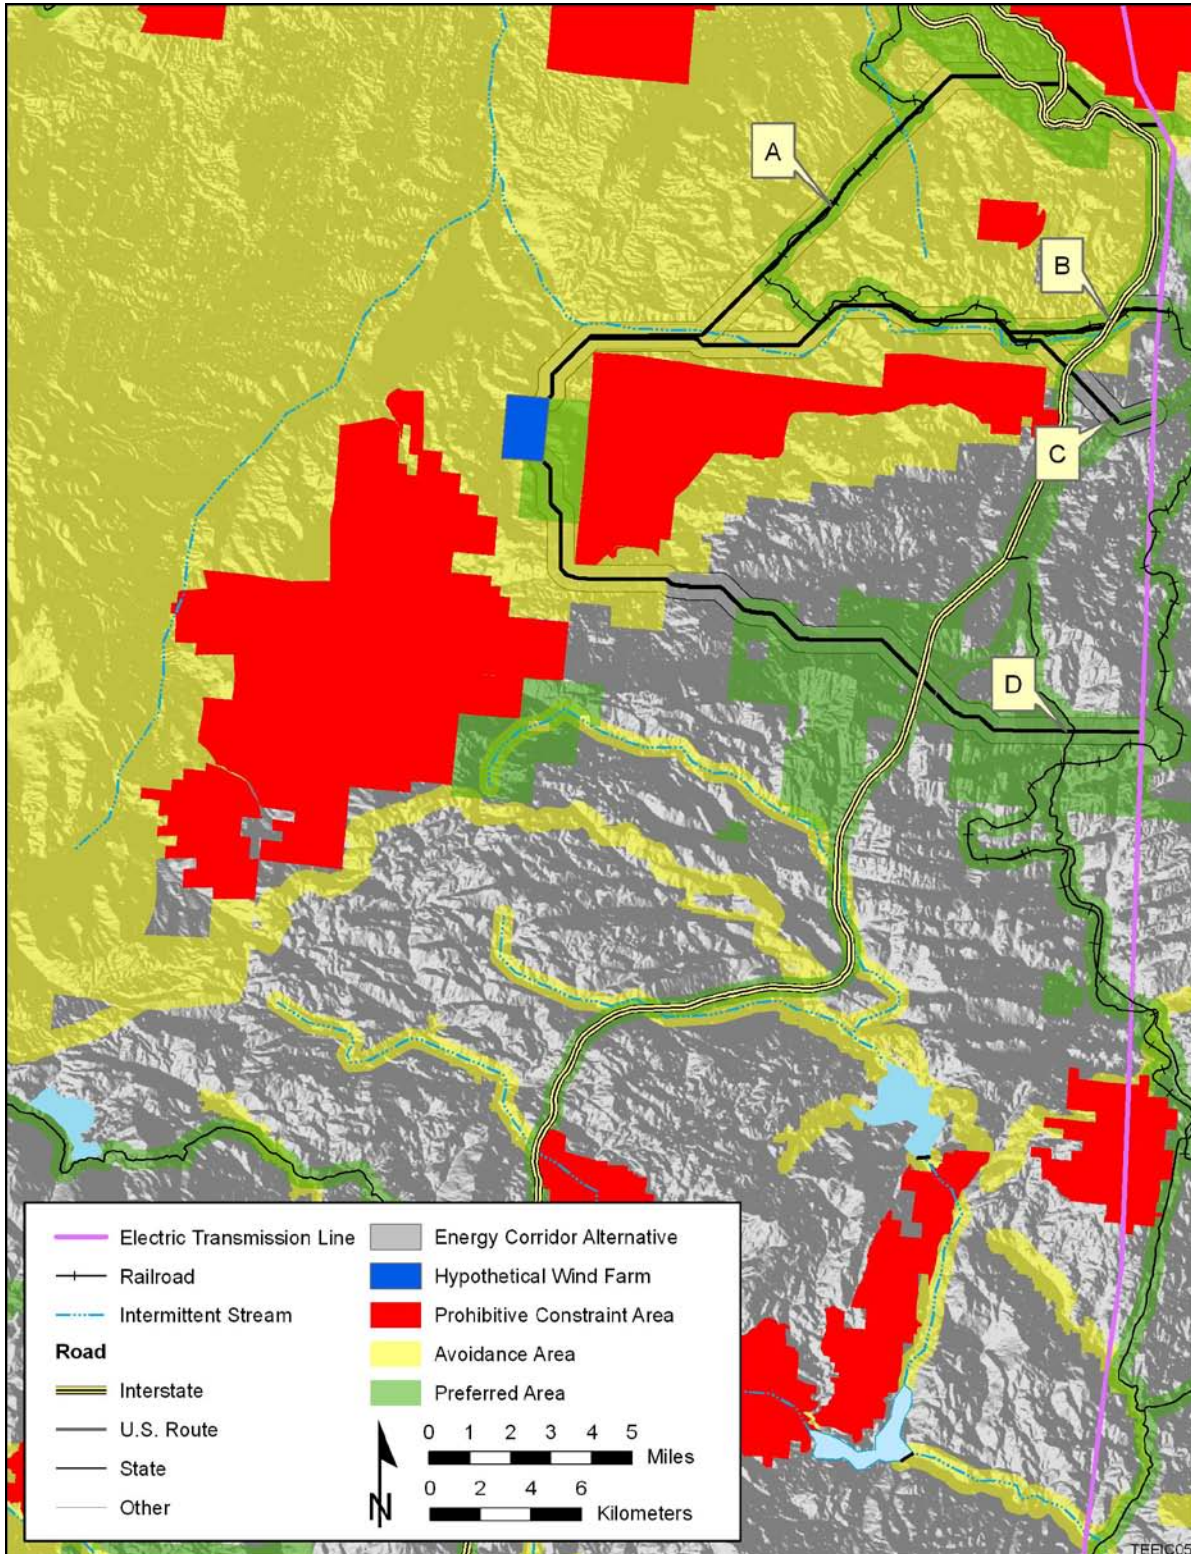 A
B
C
D
Electric Transmission Line
Railroad
Intermittent Stream
Road
Interstate
U.S. Route
State
Other
Energy Corridor Alternative
Hypothetical Wind Farm
Prohibitive Constraint Area
Avoidance Area
Preferred Area
0 1 2 3 4 5
Miles
0 2 4 6
Kilometers
N
TEEIC05